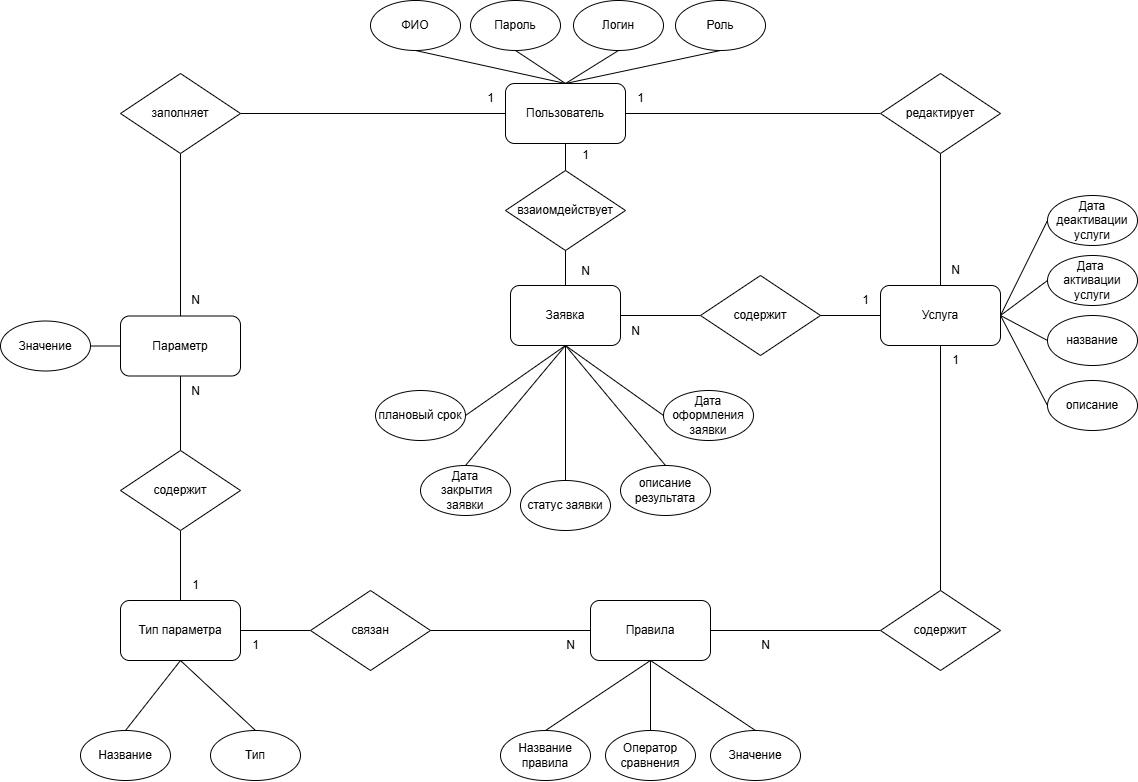 ФИО
Пароль
Логин
Роль
заполняет
1
Пользователь
1
редактирует
1
взаиомдействует
N
N
N
Дата
деактивации
услуги
Дата
активации
услуги
название
описание
Значение
Параметр
N
Заявка
N
содержит
1
Услуга
1
плановый срок
Дата
закрытия
заявки
статус заявки
описание
результата
Дата
оформления
заявки
содержит
1
Тип параметра
1
связан
N
Правила
N
содержит
Название
Тип
Название
правила
Оператор
сравнения
Значение